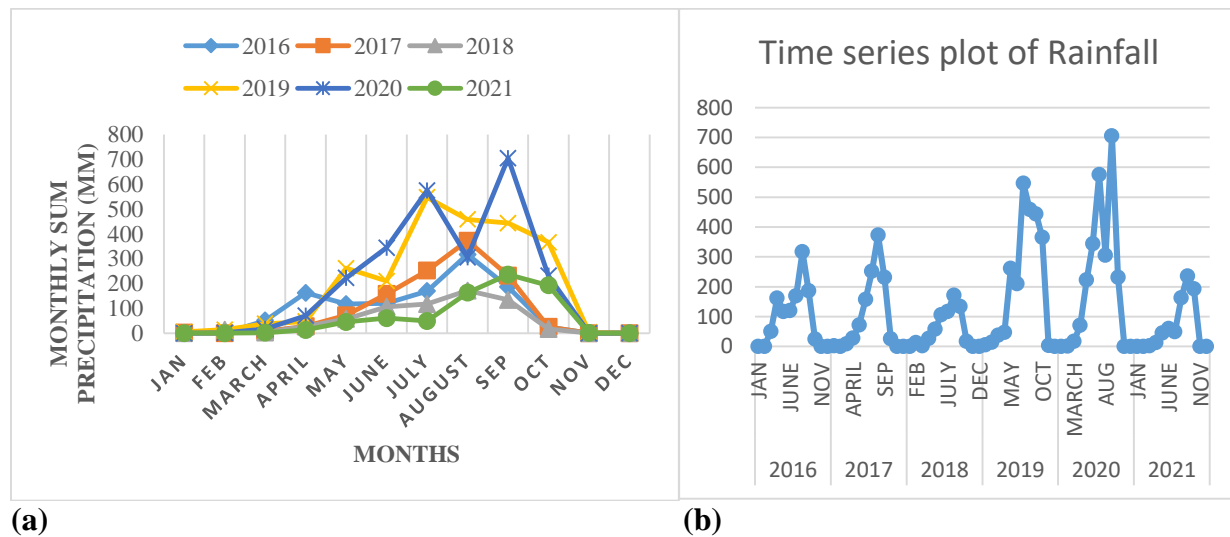 2016 2017 2018
2019 2020 2021
MONTHLY SUM
PRECIPITATION (MM)
800
700
600
500
400
300
200
100
0
JAN
FEB
MARCH
APRIL
MAY
JUNE
JULY
AUGUST
SEP
OCT
NOV
DEC
MONTHS
(a)
Time series plot of Rainfall
800
700
600
500
400
300
200
100
0
JAN
JUNE
NOV
APRIL
SEP
FEB
JULY
DEC
MAY
OCT
MARCH
AUG
JAN
JUNE
NOV
2016 2017 2018 2019 2020 2021
(b)